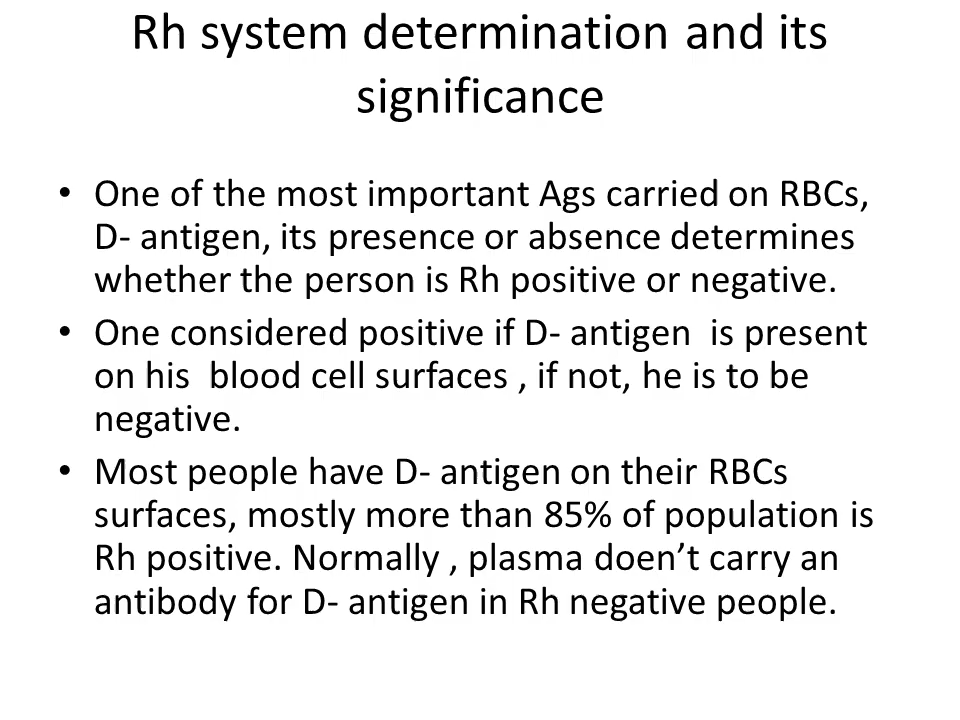 Rh system determination and its
significance
• One of the most important Ags carried on RBCs,
D- antigen, its presence or absence determines
whether the person is Rh positive or negative.
• One considered positive if D- antigen  is present
on his  blood cell surfaces , if not, he is to be
negative.
• Most people have D- antigen on their RBCs
surfaces, mostly more than 85% of population is
Rh positive. Normally , plasma doen’t carry an
antibody for D- antigen in Rh negative people.